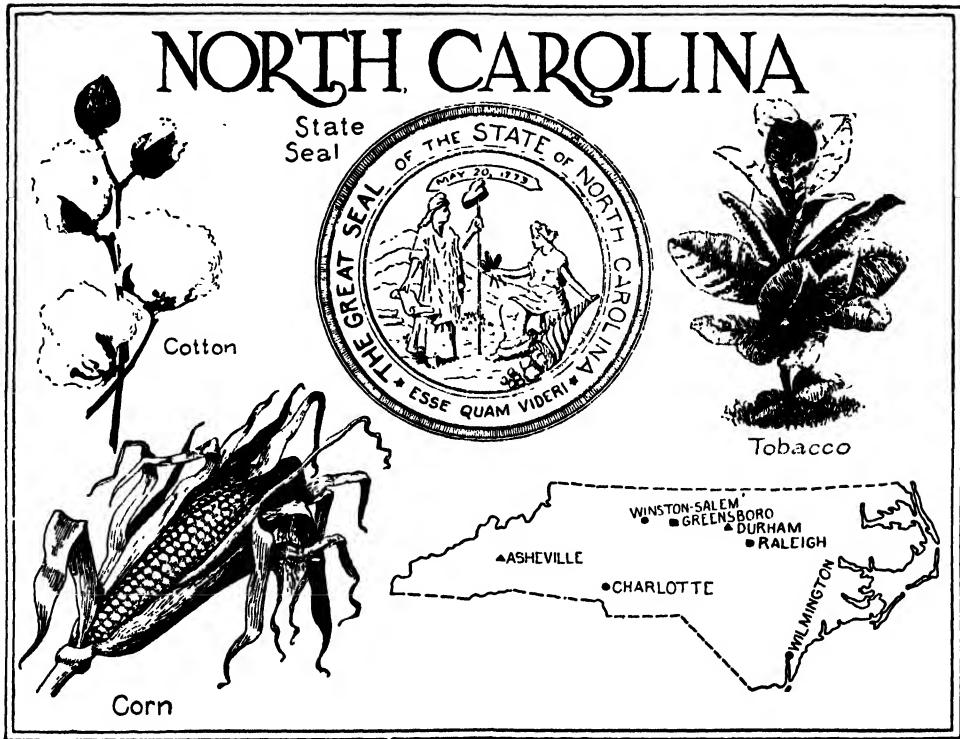 NORTH CAROLINA
State
Seal
THE GREAT SEAL OF THE STATE OF NORTH CAROLINA
MAY 20, 1775
★ ESSE QUAM VIDERI ★
Cotton
Tobacco
WINSTON-SALEM
GREENSBORO
DURHAM
RALEIGH
ASHEVILLE
CHARLOTTE
WILMINGTON
Corn